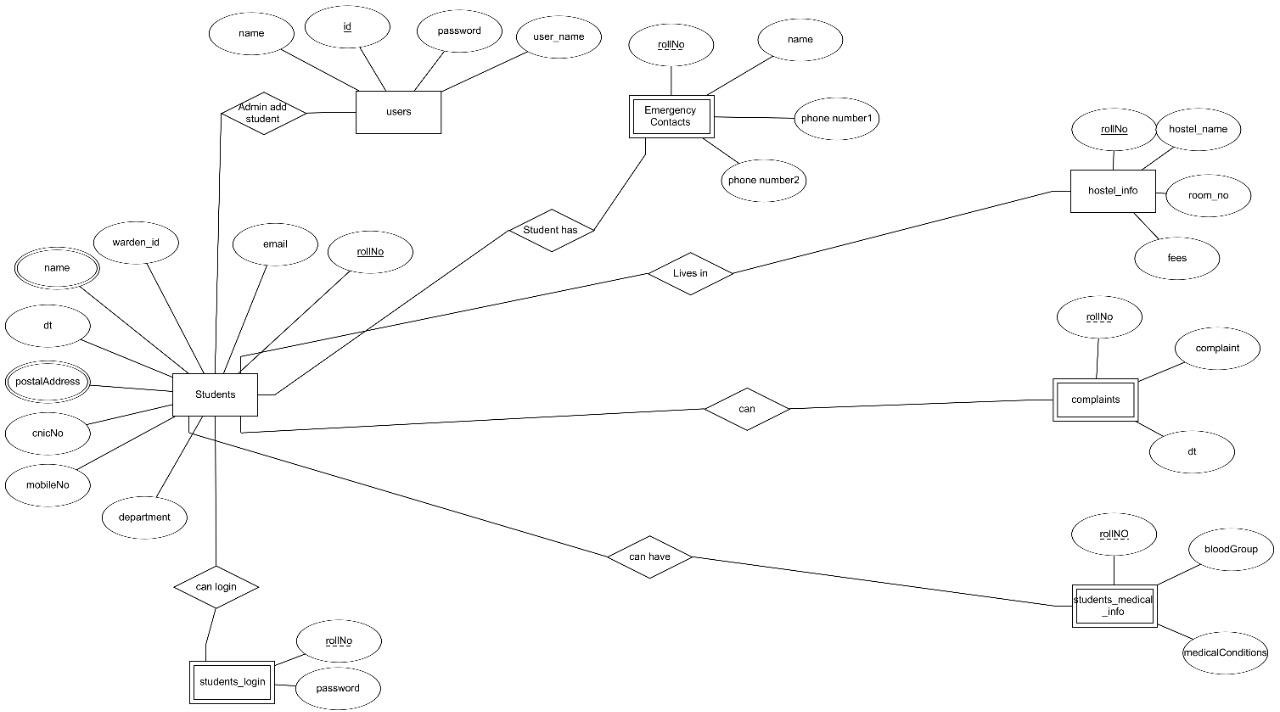 name
id
password
user_name
rollNo
name
Admin add
student
users
Emergency
Contacts
phone number1
phone number2
rollNo
hostel_name
hostel_info
room_no
fees
Student has
Lives in
name
warden_id
email
rollNo
dt
postalAddress
Students
cnicNo
mobileNo
department
rollNo
complaint
complaints
can
dt
can have
rollNO
bloodGroup
students_medical
_info
medicalConditions
can login
rollNo
students_login
password